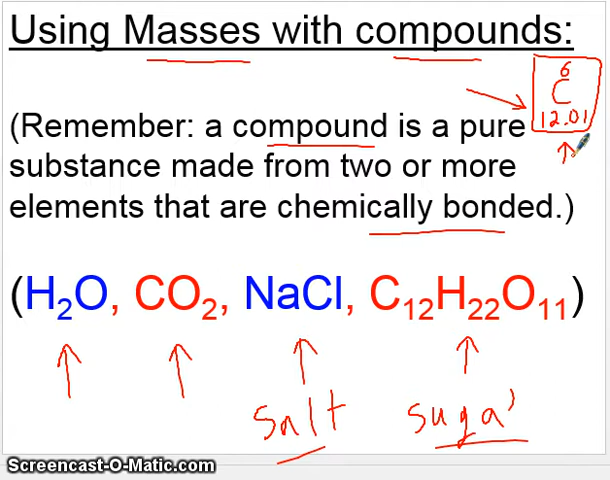 Using Masses with compounds:
6
C
12.01
(Remember: a compound is a pure
substance made from two or more
elements that are chemically bonded.)
(H₂O, CO₂, NaCl, C₁₂H₂₂O₁₁)
Salt suga
Screencast-O-Matic.com